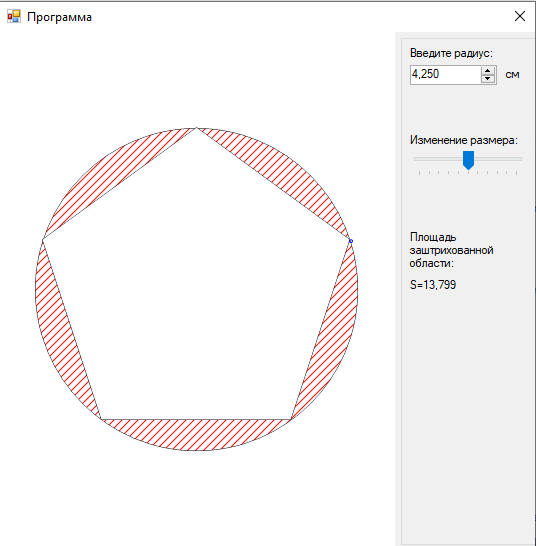 Программа
Введите радиус:
4,250 см
Изменение размера:
Площадь
заштрихованной
области:
S=13,799